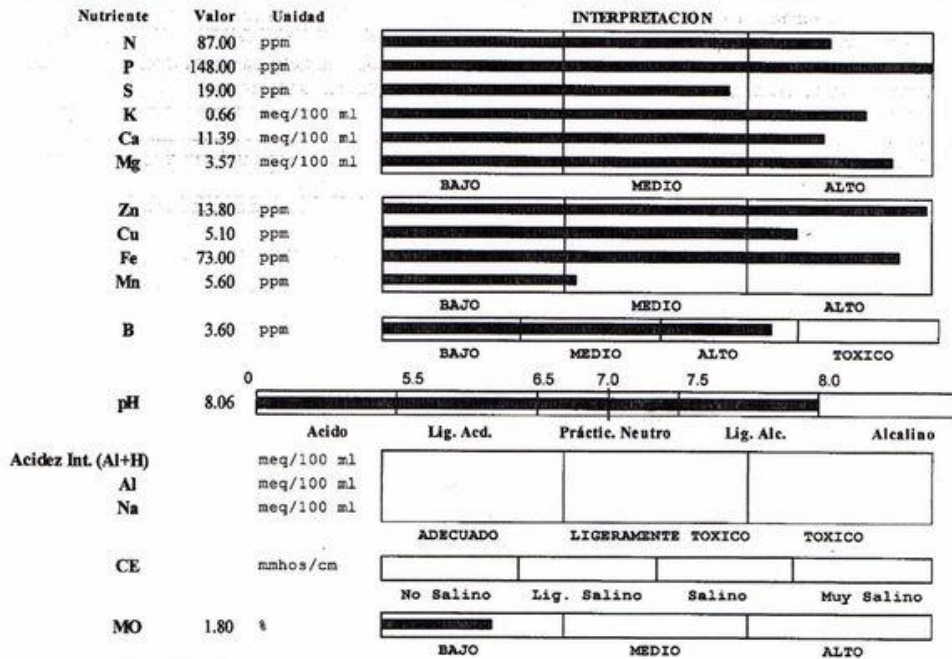 Nutriente Valor Unidad INTERPRETACION
N 87.00 ppm
P 148.00 ppm
S 19.00 ppm
K 0.66 meq/100 ml
Ca 11.39 meq/100 ml
Mg 3.57 meq/100 ml
BAJO MEDIO ALTO
Zn 13.80 ppm
Cu 5.10 ppm
Fe 73.00 ppm
Mn 5.60 ppm
BAJO MEDIO ALTO
B 3.60 ppm
BAJO MEDIO ALTO TOXICO
0 5.5 6.5 7.0 7.5 8.0
pH 8.06
Acido Lig. Acd. Práctic. Neutro Lig. Alc. Alcalino
Acidez Int. (Al+H) meq/100 ml
Al meq/100 ml
Na meq/100 ml
ADECUADO LIGERAMENTE TOXICO TOXICO
CE mmhos/cm
No Salino Lig. Salino Salino Muy Salino
MO 1.80 %
BAJO MEDIO ALTO